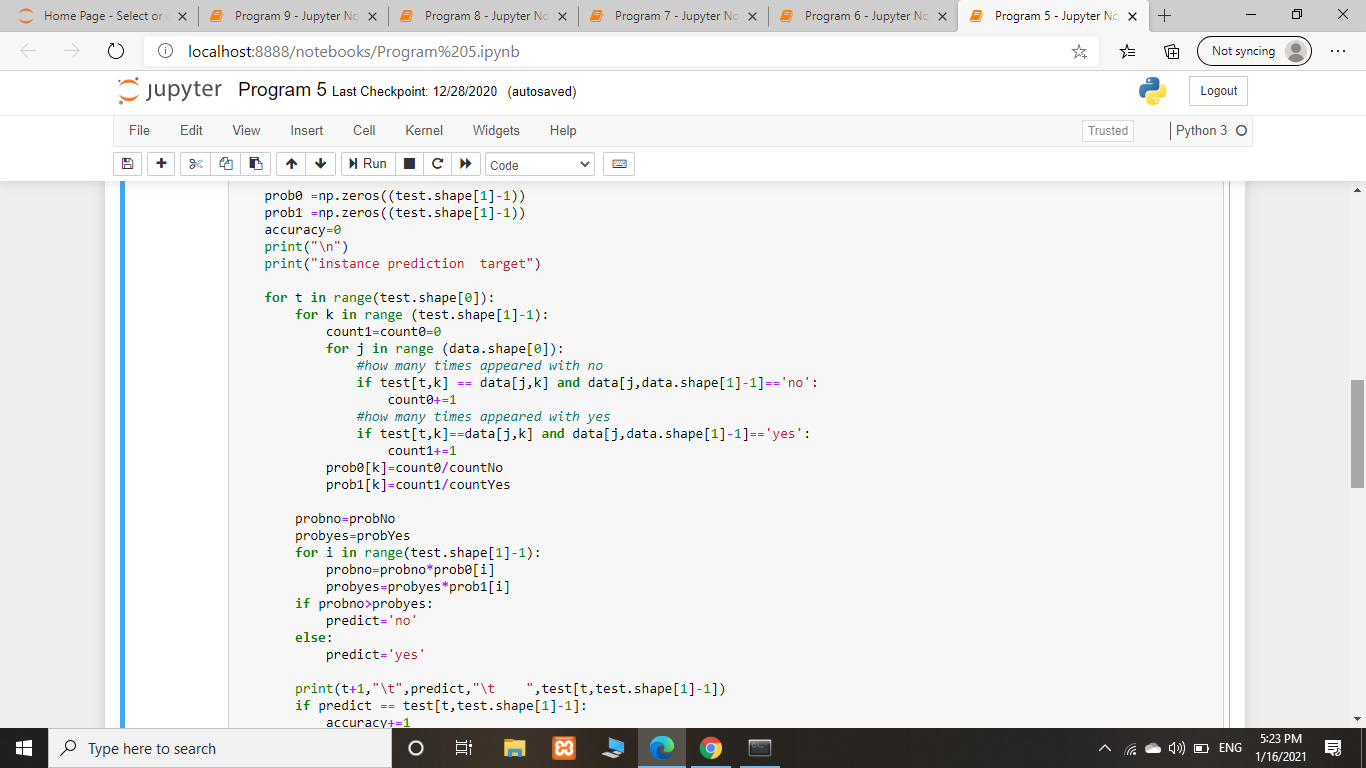 Home Page - Select or
Program 9 - Jupyter No
Program 8 - Jupyter No
Program 7 - Jupyter No
Program 6 - Jupyter No
Program 5 - Jupyter No
localhost:8888/notebooks/Program%205.ipynb
Not syncing
jupyter Program 5 Last Checkpoint: 12/28/2020 (autosaved)
Logout
File Edit View Insert Cell Kernel Widgets Help
Trusted
Python 3
Run
Code
prob0 =np.zeros((test.shape[1]-1))
prob1 =np.zeros((test.shape[1]-1))
accuracy=0
print("\n")
print("instance prediction  target")
for t in range(test.shape[0]):
for k in range (test.shape[1]-1):
count1=count0=0
for j in range (data.shape[0]):
#how many times appeared with no
if test[t,k] == data[j,k] and data[j,data.shape[1]-1]=='no':
count0+=1
#how many times appeared with yes
if test[t,k]==data[j,k] and data[j,data.shape[1]-1]=='yes':
count1+=1
prob0[k]=count0/countNo
prob1[k]=count1/countYes
probno=probNo
probyes=probYes
for i in range(test.shape[1]-1):
probno=probno*prob0[i]
probyes=probyes*prob1[i]
if probno>probyes:
predict='no'
else:
predict='yes'
print(t+1,"\t",predict,"\t    ",test[t,test.shape[1]-1])
if predict == test[t,test.shape[1]-1]:
accuracy+=1
Type here to search
ENG
5:23 PM
1/16/2021